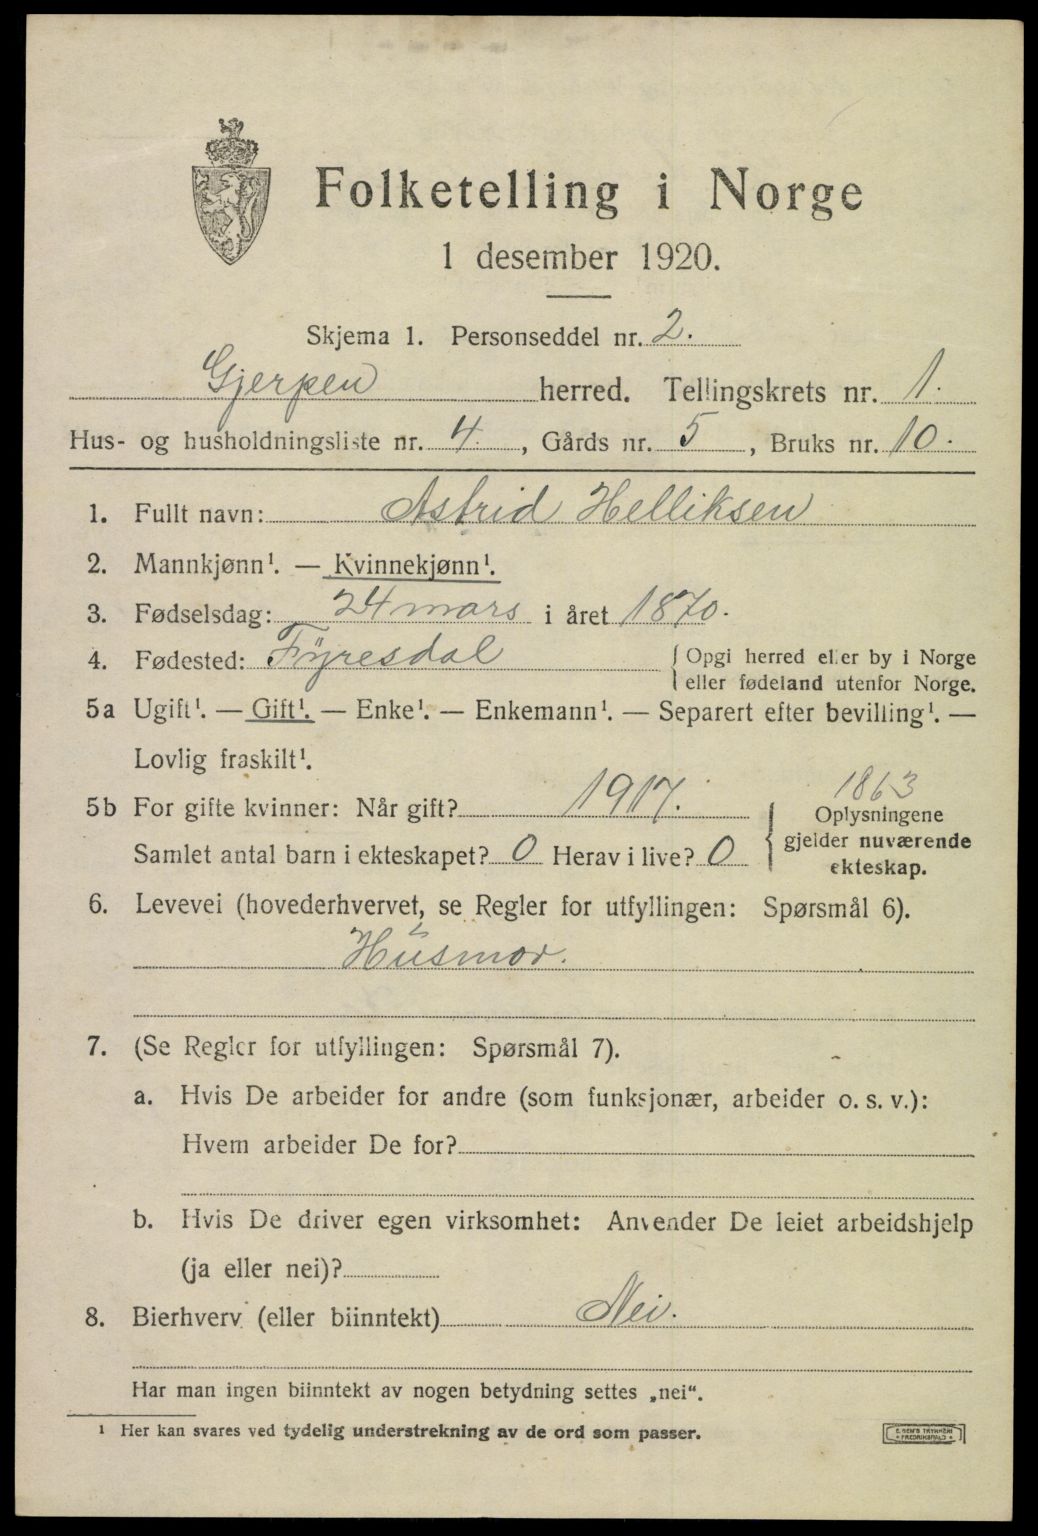 Folketelling i Norge
1 desember 1920.
Skjema 1. Personseddel nr. 2.
Gjerpen herred. Tellingskrets nr. 1.
Hus- og husholdningsliste nr. 4. , Gårds nr. 5 , Bruks nr. 10.
1. Fullt navn: Astrid Helliksen
2. Mannkjønn¹. — Kvinnekjønn¹.
3. Fødselsdag: 24 mars i året 1870.
4. Fødested: Fyresdal { Opgi herred eller by i Norge
eller fødeland utenfor Norge.
5a Ugift¹. — Gift¹. — Enke¹. — Enkemann¹. — Separert efter bevilling¹. —
Lovlig fraskilt¹.
1863
5b For gifte kvinner: Når gift? 1917. { Oplysningene
gjelder nuværende
ekteskap.
Samlet antal barn i ekteskapet? 0 Herav i live? 0
6. Levevei (hovederhvervet, se Regler for utfyllingen: Spørsmål 6).
Husmor.
7. (Se Regler for utfyllingen: Spørsmål 7).
a. Hvis De arbeider for andre (som funksjonær, arbeider o. s. v.):
Hvem arbeider De for?
b. Hvis De driver egen virksomhet: Anvender De leiet arbeidshjelp
(ja eller nei)?
8. Bierhverv (eller biinntekt) Nei.
Har man ingen biinntekt av nogen betydning settes „nei“.
¹ Her kan svares ved tydelig understrekning av de ord som passer.